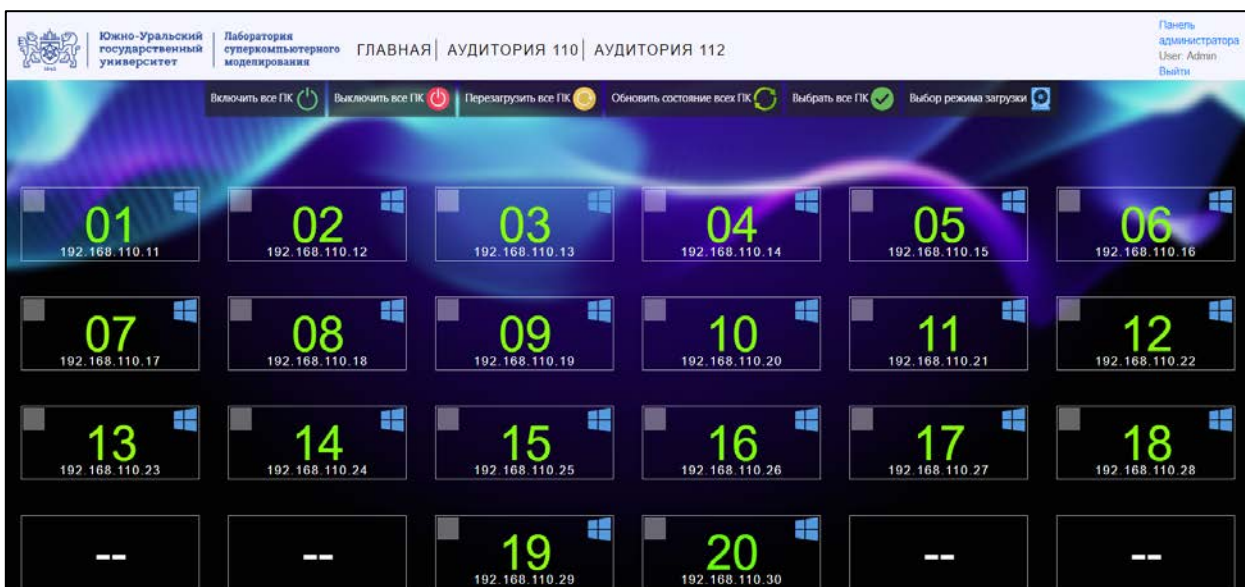 Южно-Уральский
государственный
университет
Лаборатория
суперкомпьютерного
моделирования
ГЛАВНАЯ АУДИТОРИЯ 110 АУДИТОРИЯ 112
Панель
администратора
User: Admin
Выйти
Включить все ПК Выключить все ПК Перезагрузить все ПК Обновить состояние всех ПК Выбрать все ПК Выбор режима загрузки
01 02 03 04 05 06
192.168.110.11 192.168.110.12 192.168.110.13 192.168.110.14 192.168.110.15 192.168.110.16
07 08 09 10 11 12
192.168.110.17 192.168.110.18 192.168.110.19 192.168.110.20 192.168.110.21 192.168.110.22
13 14 15 16 17 18
192.168.110.23 192.168.110.24 192.168.110.25 192.168.110.26 192.168.110.27 192.168.110.28
-- -- 19 20 -- --
192.168.110.29 192.168.110.30